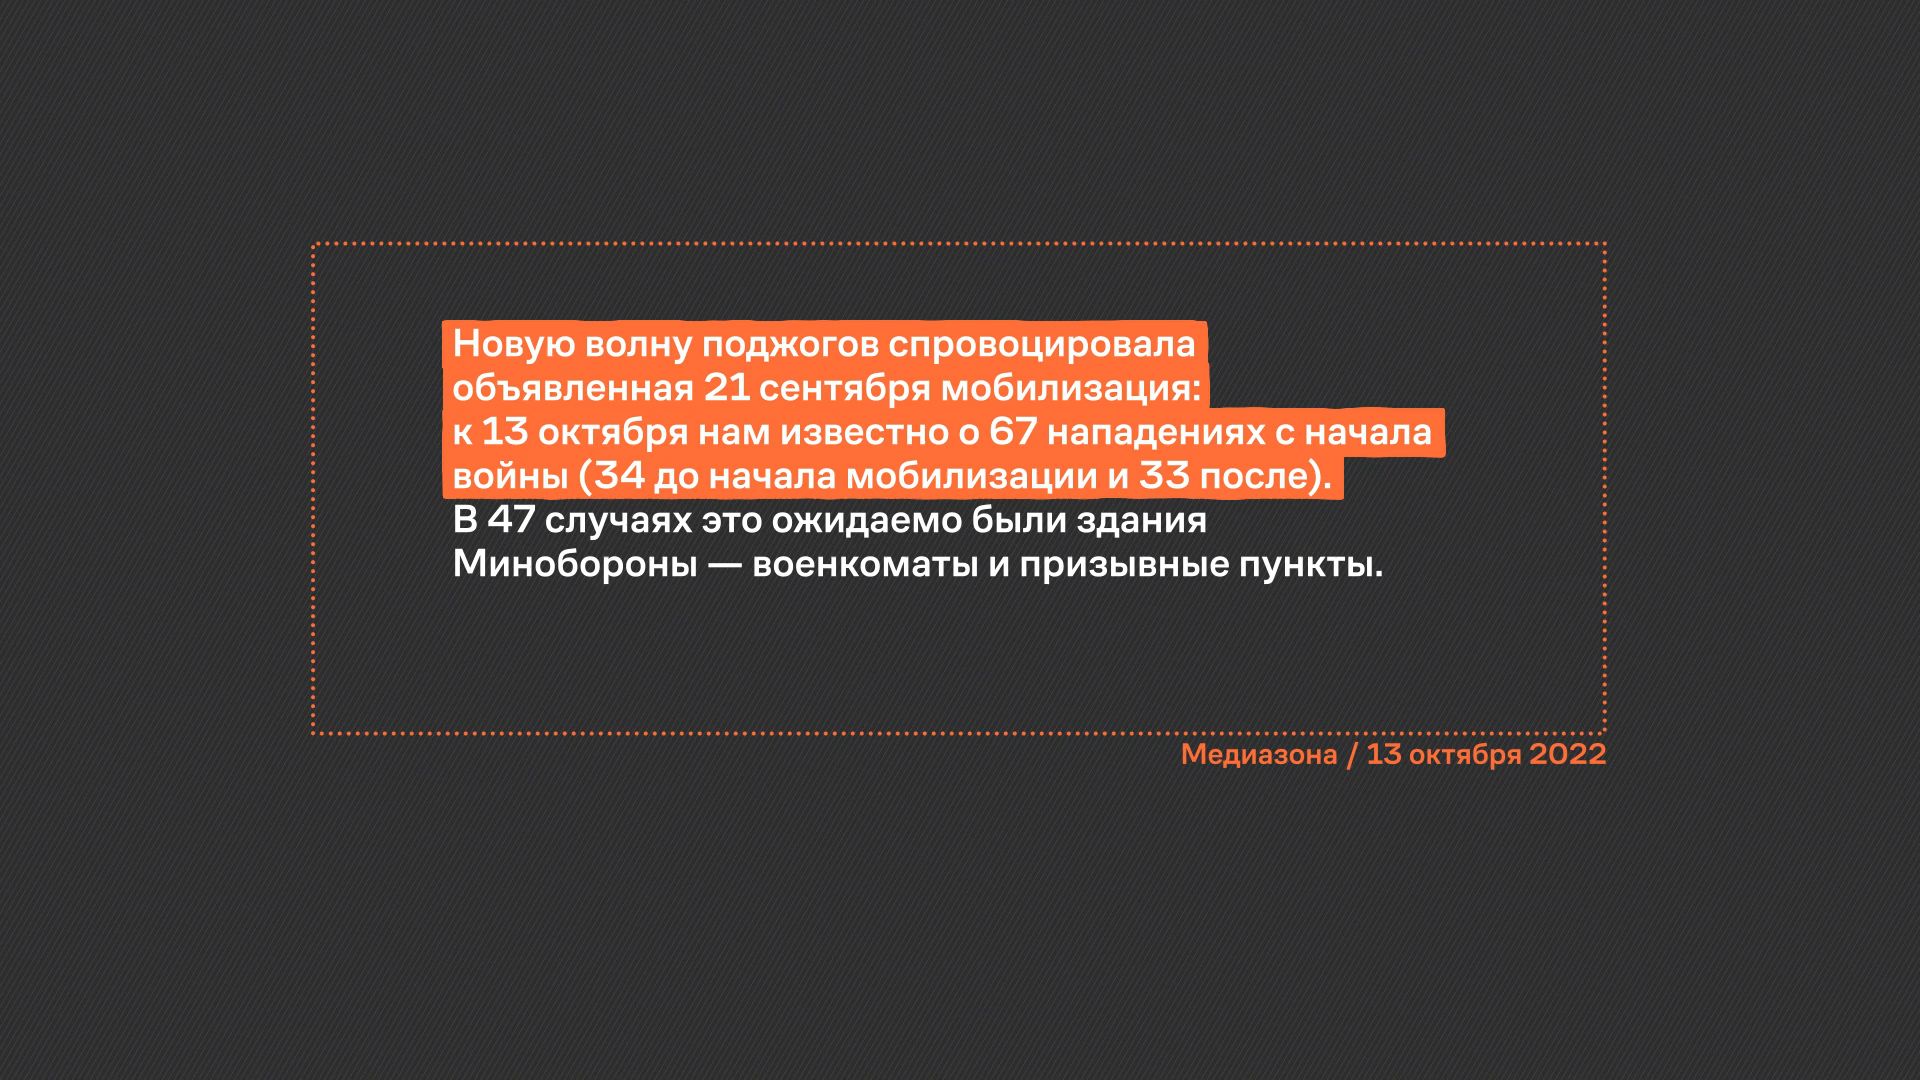 Новую волну поджогов спровоцировала
объявленная 21 сентября мобилизация:
к 13 октября нам известно о 67 нападениях с начала
войны (34 до начала мобилизации и 33 после).
В 47 случаях это ожидаемо были здания
Минобороны — военкоматы и призывные пункты.
Медиазона / 13 октября 2022